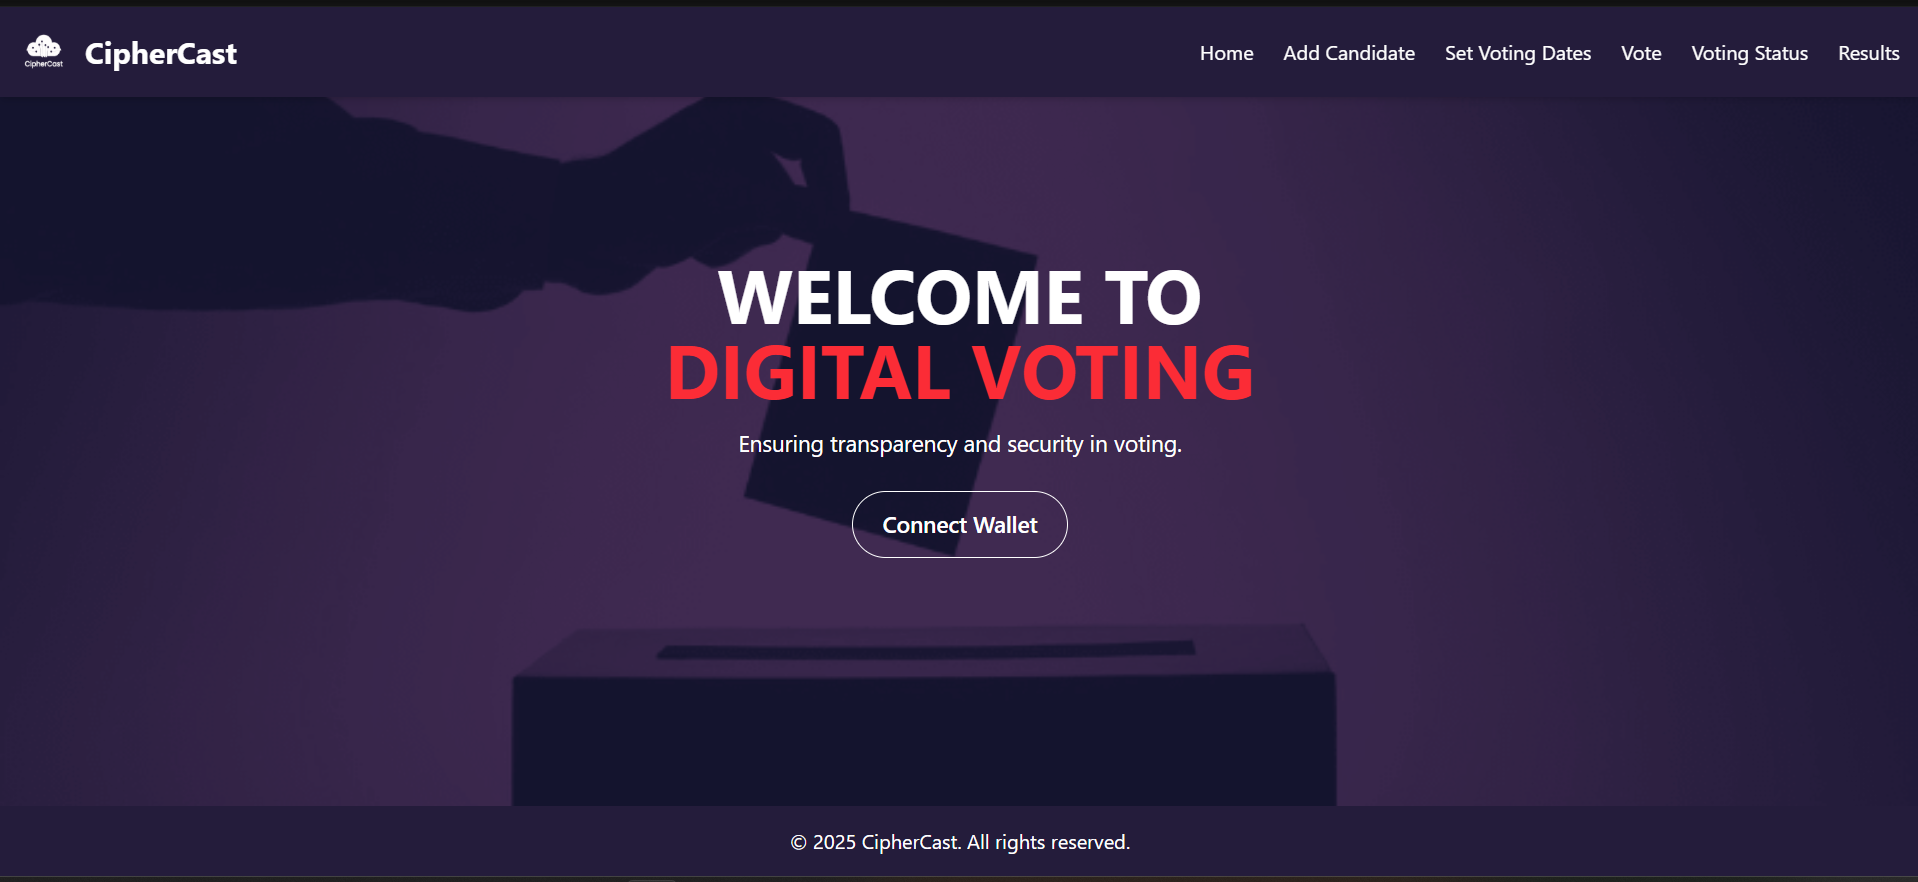 CipherCast
CipherCast
Home
Add Candidate
Set Voting Dates
Vote
Voting Status
Results
WELCOME TO
DIGITAL VOTING
Ensuring transparency and security in voting.
Connect Wallet
© 2025 CipherCast. All rights reserved.